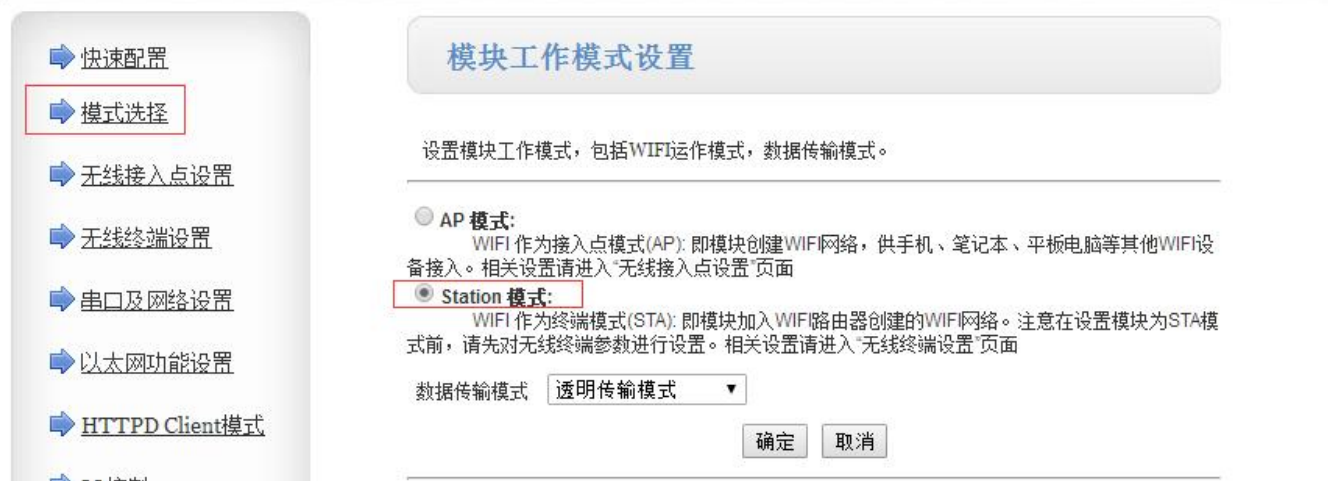 快速配置
模式选择
无线接入点设置
无线终端设置
串口及网络设置
以太网功能设置
HTTPD Client模式
模块工作模式设置
设置模块工作模式，包括WIFI运作模式，数据传输模式。
AP 模式:
WIFI 作为接入点模式(AP): 即模块创建WIFI网络，供手机、笔记本、平板电脑等其他WIFI设
备接入。相关设置请进入“无线接入点设置”页面
Station 模式:
WIFI 作为终端模式(STA): 即模块加入WIFI路由器创建的WIFI网络。注意在设置模块为STA模
式前，请先对无线终端参数进行设置。相关设置请进入“无线终端设置”页面
数据传输模式 透明传输模式
确定 取消